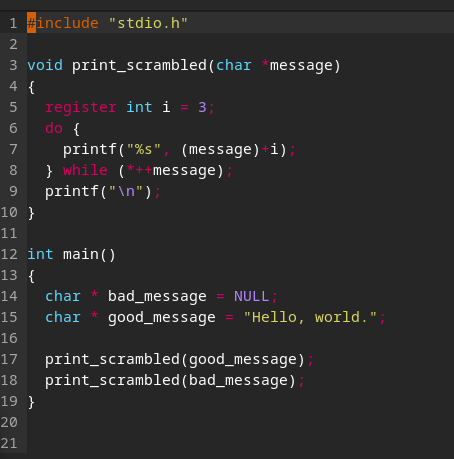 1 #include "stdio.h"
2
3 void print_scrambled(char *message)
4 {
5   register int i = 3;
6   do {
7     printf("%s", (message)+i);
8   } while (*++message);
9   printf("\n");
10 }
11
12 int main()
13 {
14   char * bad_message = NULL;
15   char * good_message = "Hello, world.";
16
17   print_scrambled(good_message);
18   print_scrambled(bad_message);
19 }
20
21